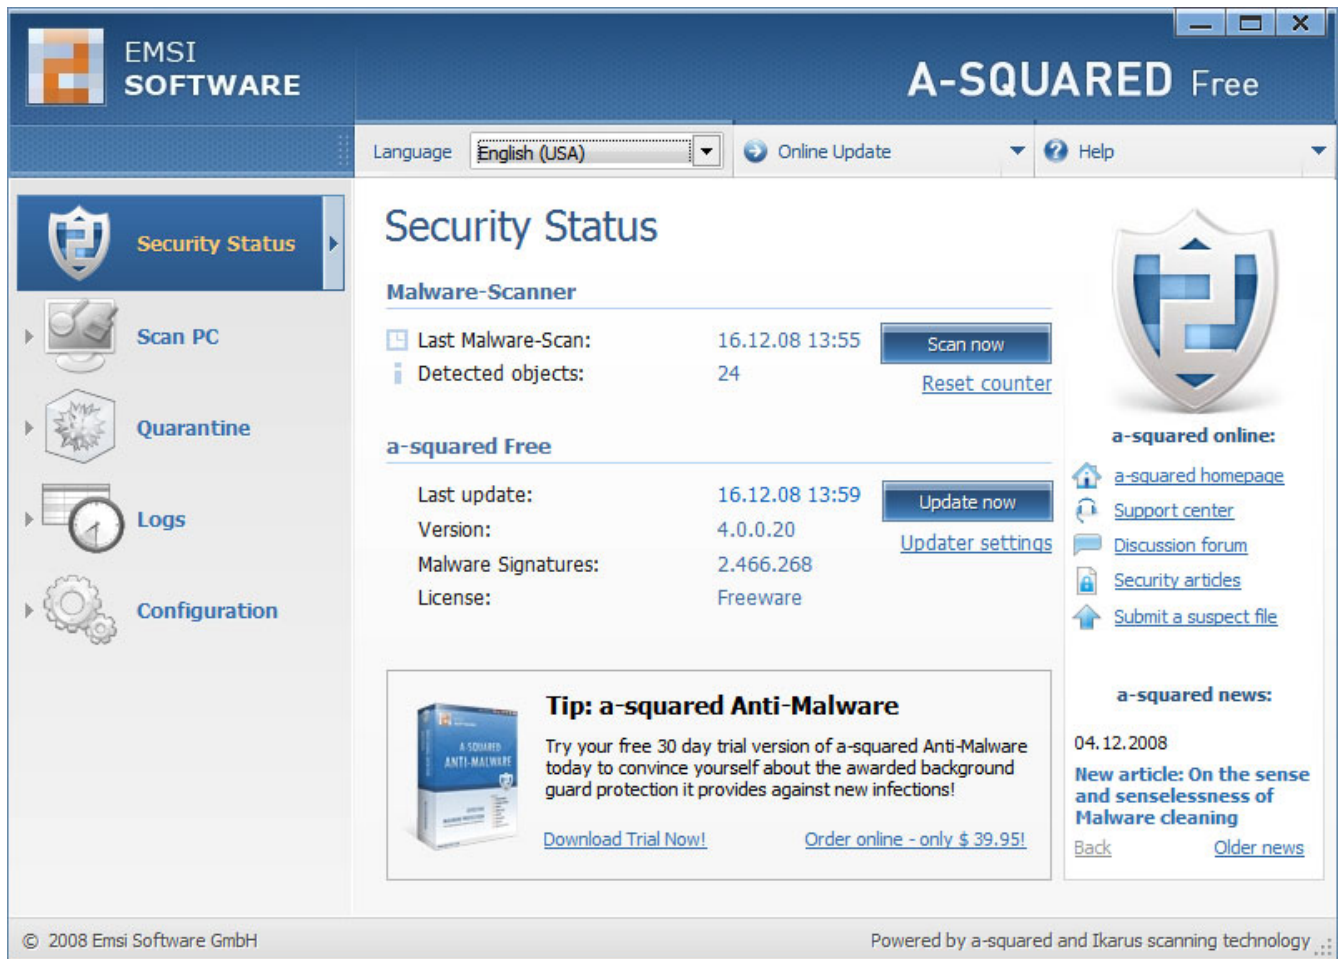 EMSI
SOFTWARE
A-SQUARED Free
Language English (USA) Online Update Help
Security Status
Scan PC
Quarantine
Logs
Configuration
Security Status
Malware-Scanner
Last Malware-Scan: 16.12.08 13:55 Scan now
Detected objects: 24 Reset counter
a-squared Free
Last update: 16.12.08 13:59 Update now
Version: 4.0.0.20 Updater settings
Malware Signatures: 2.466.268
License: Freeware
A-SQUARED
ANTI-MALWARE
Tip: a-squared Anti-Malware
Try your free 30 day trial version of a-squared Anti-Malware
today to convince yourself about the awarded background
guard protection it provides against new infections!
Download Trial Now! Order online - only $ 39.95!
a-squared online:
a-squared homepage
Support center
Discussion forum
Security articles
Submit a suspect file
a-squared news:
04.12.2008
New article: On the sense
and senselessness of
Malware cleaning
Back Older news
© 2008 Emsi Software GmbH Powered by a-squared and Ikarus scanning technology